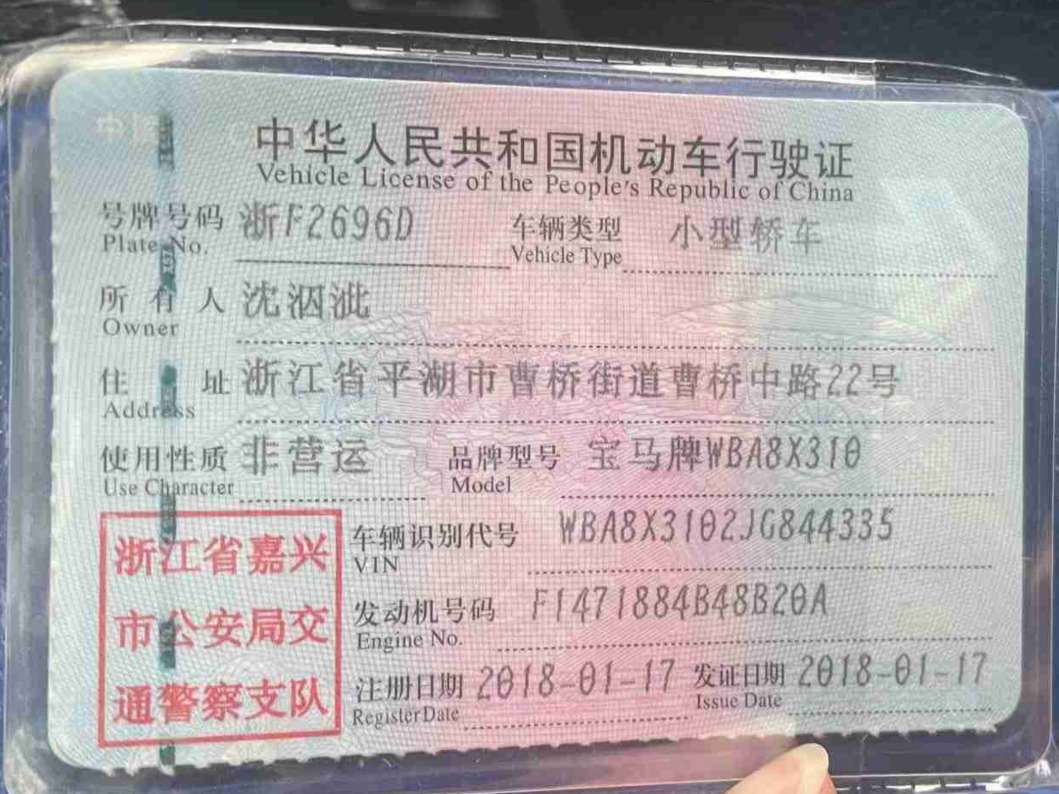 中华人民共和国机动车行驶证
Vehicle License of the People's Republic of China
号牌号码 浙F2696D 车辆类型 小型轿车
Plate No. Vehicle Type
所有人 沈泗沘
Owner
住址 浙江省平湖市曹桥街道曹桥中路22号
Address
使用性质 非营运 品牌型号 宝马牌WBA8X310
Use Character Model
浙江省嘉兴
市公安局交
通警察支队
车辆识别代号 WBA8X3102JG844335
VIN
发动机号码 F1471884B48B20A
Engine No.
注册日期 2018-01-17 发证日期 2018-01-17
Register Date Issue Date